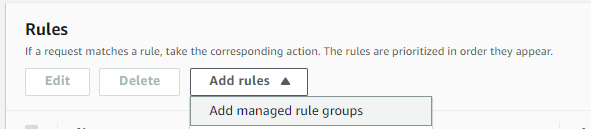 Rules
If a request matches a rule, take the corresponding action. The rules are prioritized in order they appear.
Edit
Delete
Add rules
Add managed rule groups